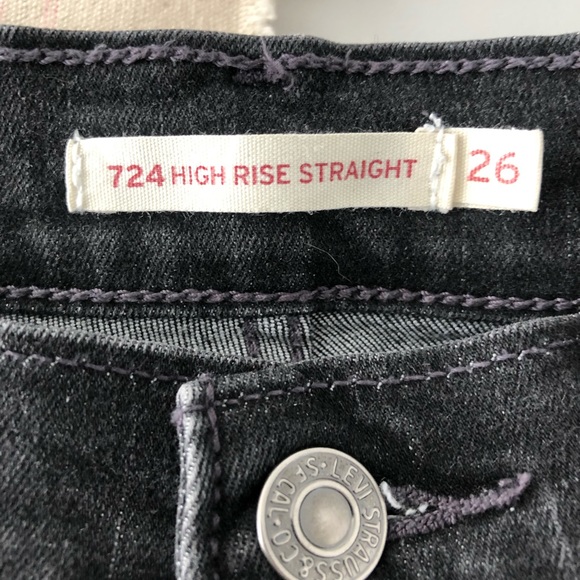 724 HIGH RISE STRAIGHT 26
LEVI STRAUSS & CO. S.F. CAL.